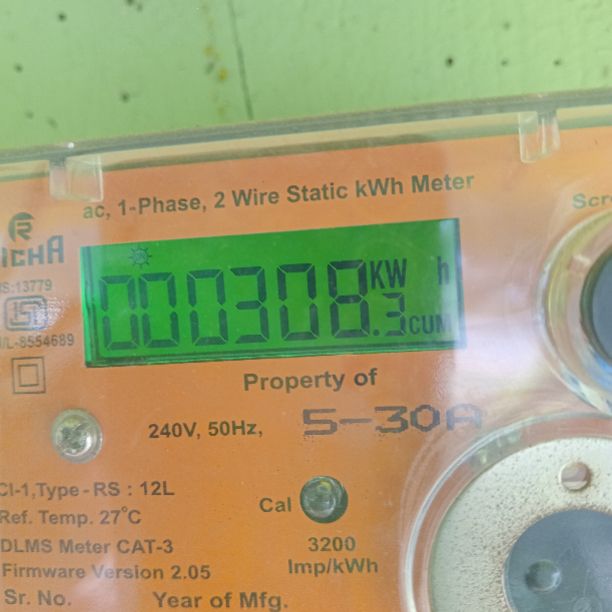 ac, 1-Phase, 2 Wire Static kWh Meter
Scr
R
ICHA
IS:13779
ISI
/L-8554689
000308.3 KW h
CUM
Property of
240V, 50Hz, 5-30A
Cl-1,Type - RS : 12L
Ref. Temp. 27°C
DLMS Meter CAT-3
Firmware Version 2.05
Cal
3200
Imp/kWh
Sr. No. Year of Mfg.